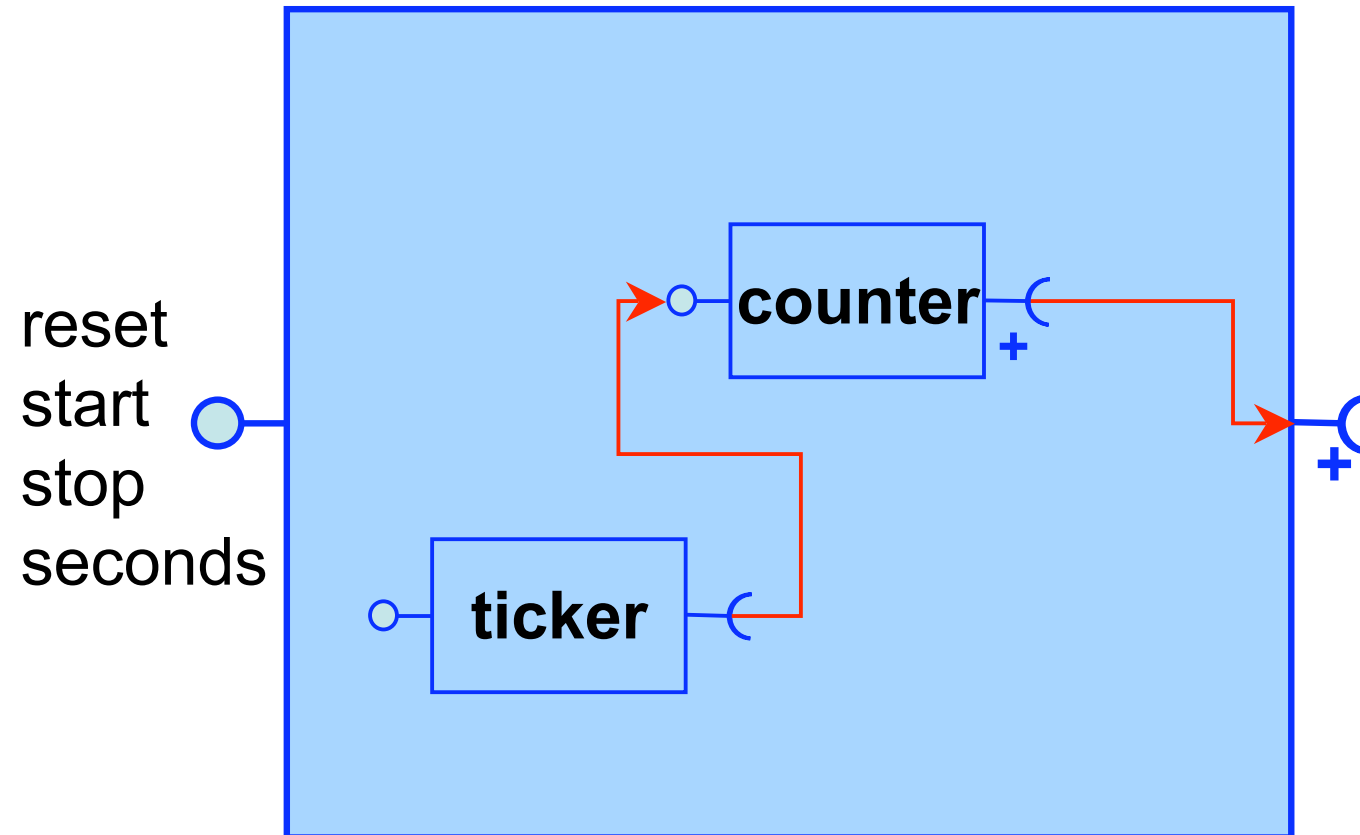 reset
start
stop
seconds
counter
+
+
ticker